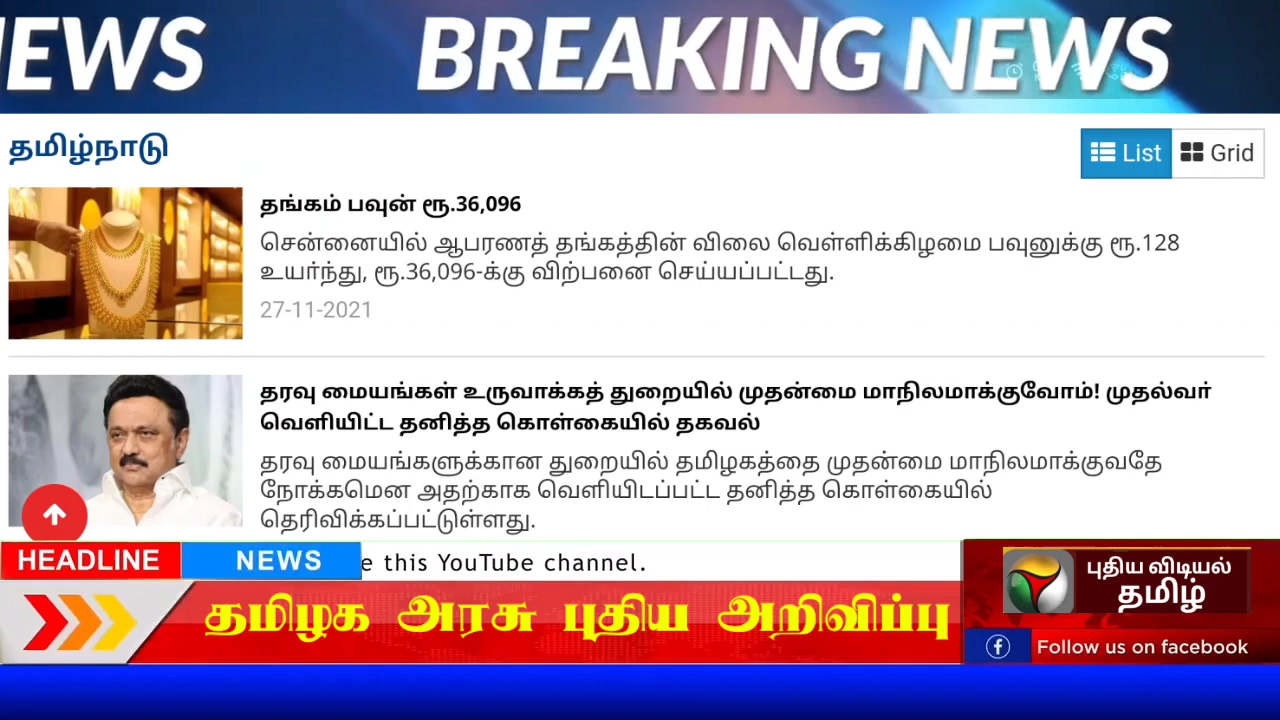 EWS BREAKING NEWS
தமிழ்நாடு
List Grid
தங்கம் பவுன் ரூ.36,096
சென்னையில் ஆபரணத் தங்கத்தின் விலை வெள்ளிக்கிழமை பவுனுக்கு ரூ.128
உயர்ந்து, ரூ.36,096-க்கு விற்பனை செய்யப்பட்டது.
27-11-2021
தரவு மையங்கள் உருவாக்கத் துறையில் முதன்மை மாநிலமாக்குவோம்! முதல்வர்
வெளியிட்ட தனித்த கொள்கையில் தகவல்
தரவு மையங்களுக்கான துறையில் தமிழகத்தை முதன்மை மாநிலமாக்குவதே
நோக்கமென அதற்காக வெளியிடப்பட்ட தனித்த கொள்கையில்
தெரிவிக்கப்பட்டுள்ளது.
HEADLINE NEWS
e this YouTube channel.
தமிழக அரசு புதிய அறிவிப்பு
புதிய விடியல்
தமிழ்
Follow us on facebook